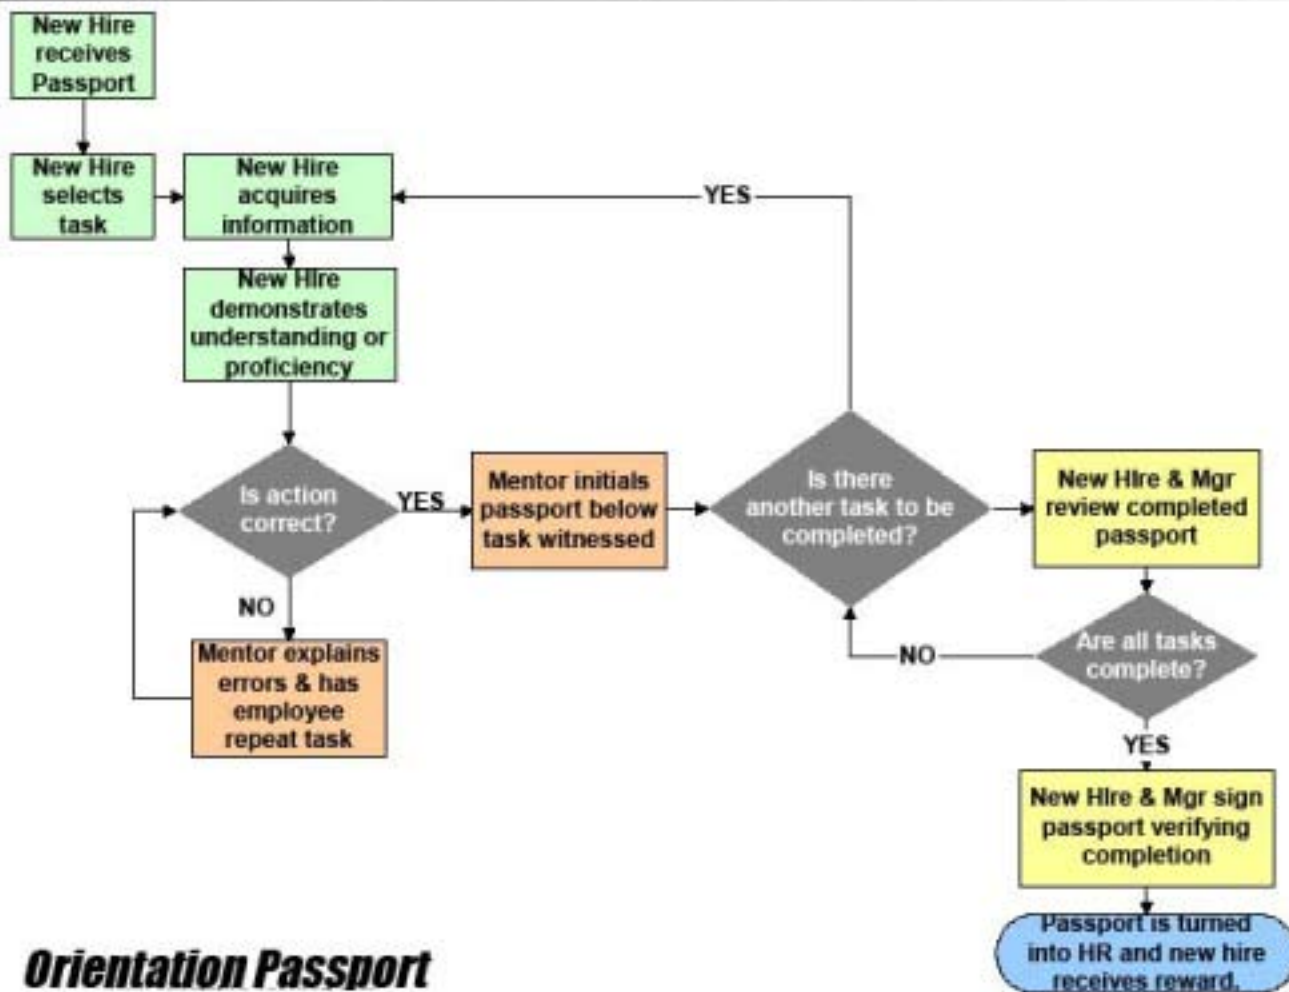 New Hire
receives
Passport
New Hire
selects
task
New Hire
acquires
information
YES
New HIre
demonstrates
understanding or
proficiency
Is action
correct?
YES
Mentor initials
passport below
task witnessed
Is there
another task to be
completed?
New HIre & Mgr
review completed
passport
NO
Mentor explains
errors & has
employee
repeat task
NO
Are all tasks
complete?
YES
New HIre & Mgr sign
passport verifying
completion
Passport is turned
into HR and new hire
receives reward.
Orientation Passport